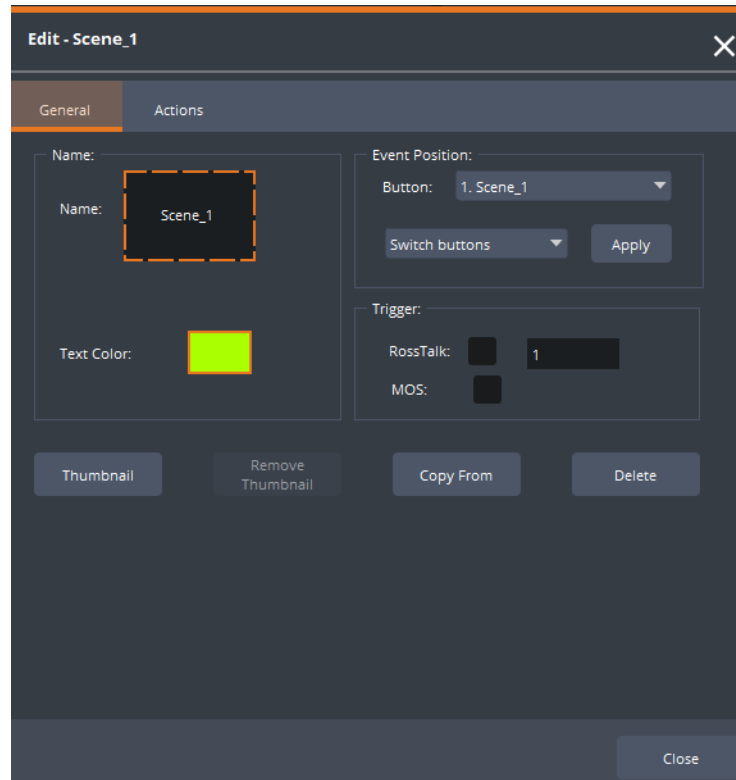 Edit - Scene_1
General
Actions
Name:
Name:
Scene_1
Text Color:
Event Position:
Button:
1. Scene_1
Switch buttons
Apply
Trigger:
RossTalk:
1
MOS:
Thumbnail
Remove
Thumbnail
Copy From
Delete
Close